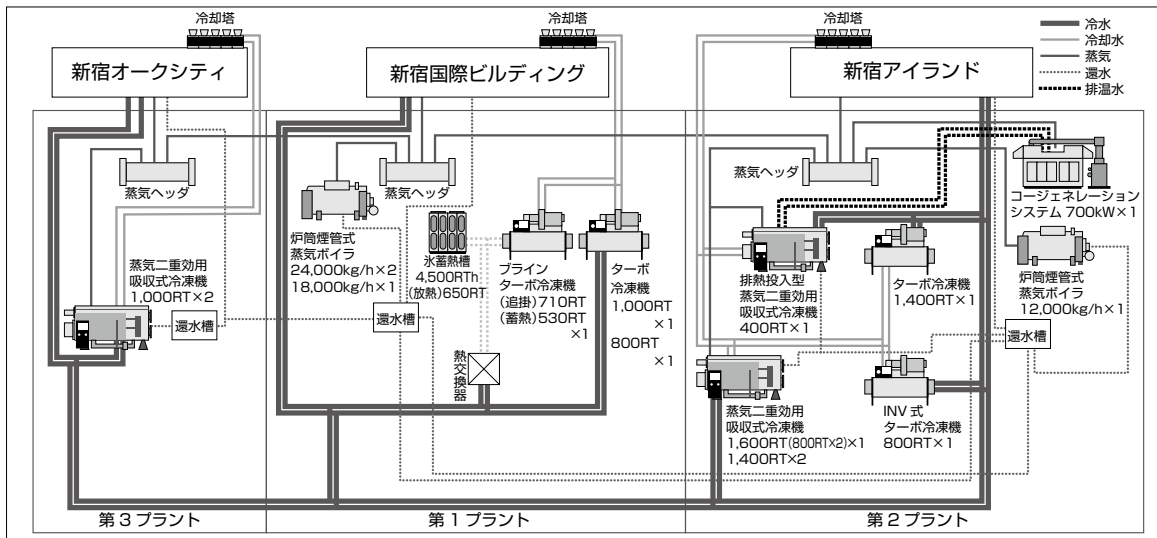 冷却塔
冷却塔
冷却塔
冷水
冷却水
蒸気
還水
排温水
新宿オークシティ
新宿国際ビルディング
新宿アイランド
蒸気ヘッダ
蒸気二重効用
吸収式冷凍機
1,000RT×2
還水槽
第3プラント
蒸気ヘッダ
炉筒煙管式
蒸気ボイラ
24,000kg/h×2
18,000kg/h×1
氷蓄熱槽
4,500RTh
(放熱)650RT
還水槽
ブライン
ターボ冷凍機
(追掛)710RT
(蓄熱)530RT
×1
ターボ
冷凍機
1,000RT
×1
800RT
×1
熱交換器
第1プラント
蒸気ヘッダ
コージェネレーション
システム 700kW×1
排熱投入型
蒸気二重効用
吸収式冷凍機
400RT×1
ターボ冷凍機
1,400RT×1
炉筒煙管式
蒸気ボイラ
12,000kg/h×1
還水槽
蒸気二重効用
吸収式冷凍機
1,600RT(800RT×2)×1
1,400RT×2
INV 式
ターボ冷凍機
800RT×1
第2プラント